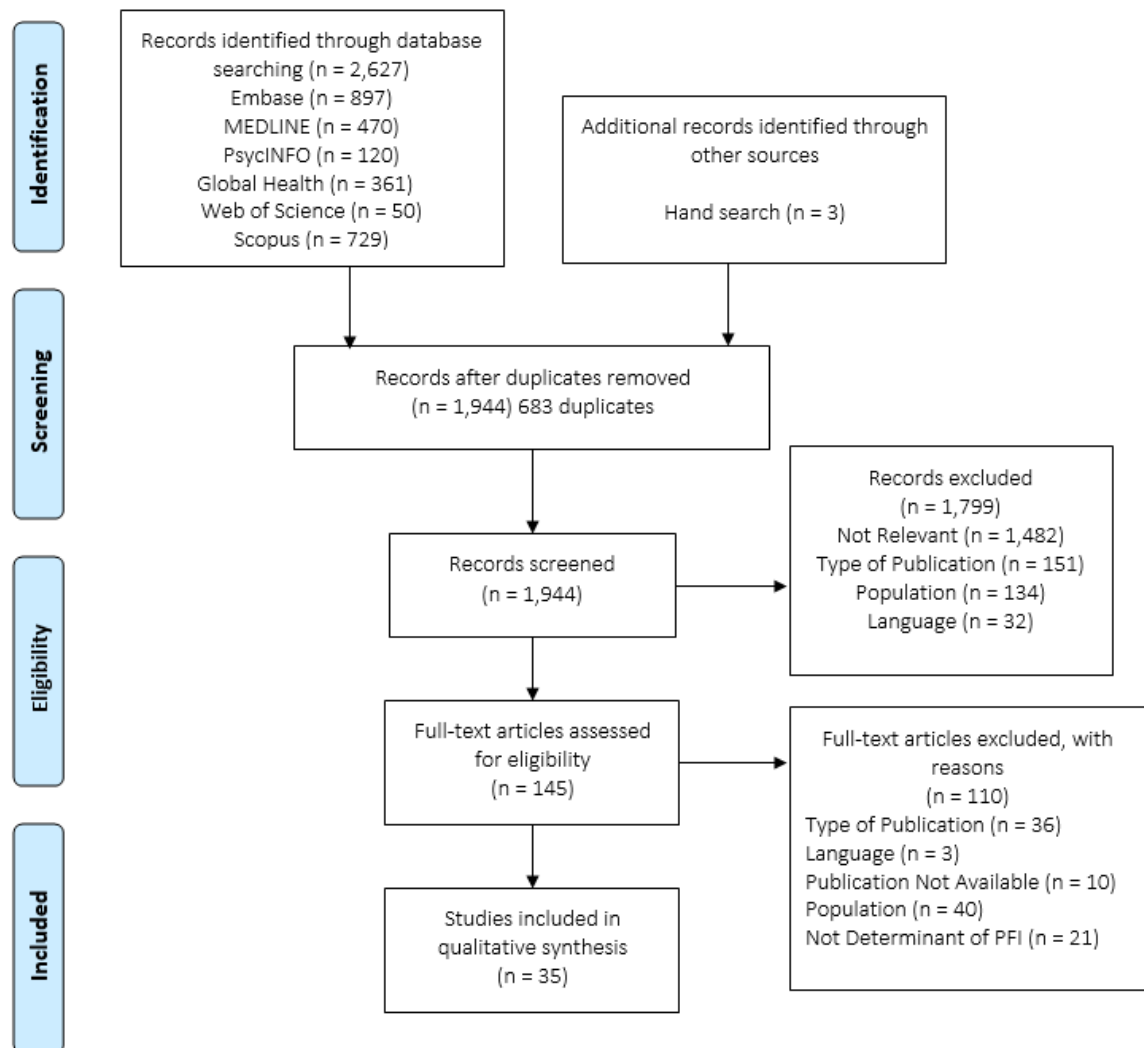 Identification
Records identified through database
searching (n = 2,627)
Embase (n = 897)
MEDLINE (n = 470)
PsycINFO (n = 120)
Global Health (n = 361)
Web of Science (n = 50)
Scopus (n = 729)
Additional records identified through
other sources
Hand search (n = 3)
Screening
Records after duplicates removed
(n = 1,944) 683 duplicates
Records screened
(n = 1,944)
Records excluded
(n = 1,799)
Not Relevant (n = 1,482)
Type of Publication (n = 151)
Population (n = 134)
Language (n = 32)
Eligibility
Full-text articles assessed
for eligibility
(n = 145)
Full-text articles excluded, with
reasons
(n = 110)
Type of Publication (n = 36)
Language (n = 3)
Publication Not Available (n = 10)
Population (n = 40)
Not Determinant of PFI (n = 21)
Included
Studies included in
qualitative synthesis
(n = 35)